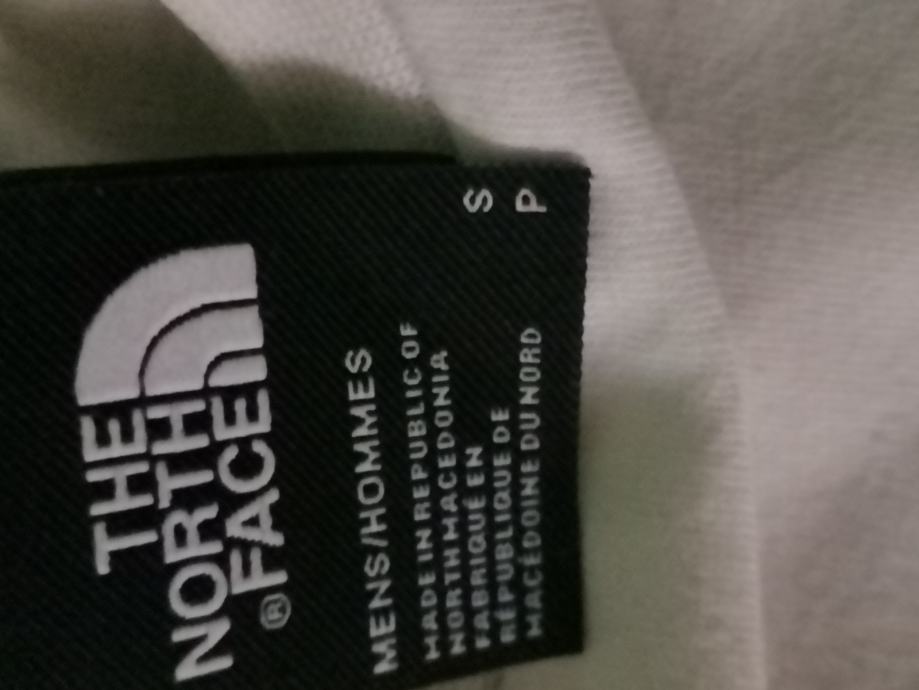 THE
NORTH
FACE
®
MENS/HOMMES
MADE IN REPUBLIC OF
NORTH MACEDONIA
FABRIQUÉ EN
RÉPUBLIQUE DE
MACÉDOINE DU NORD
S
P